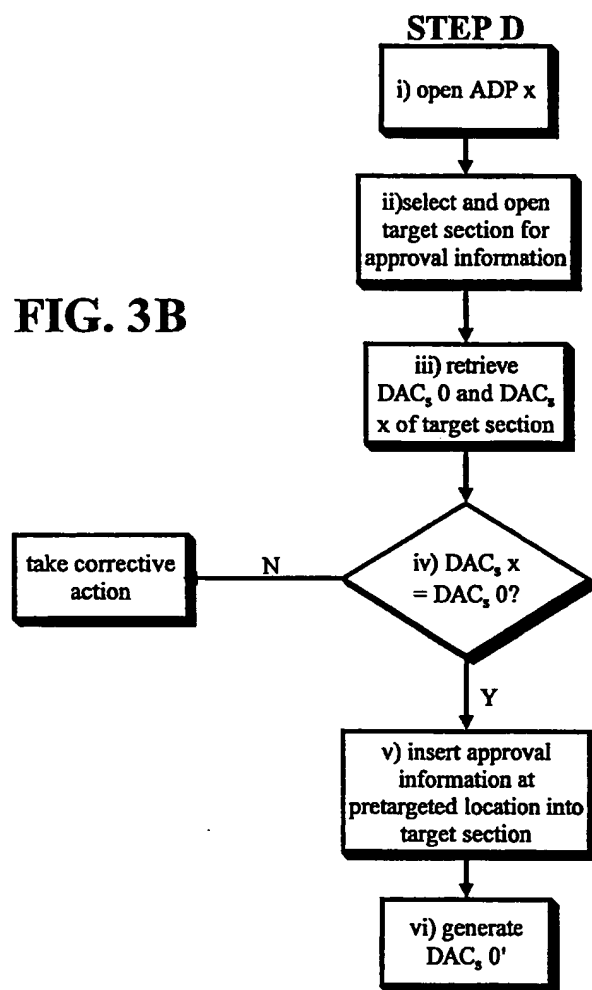 STEP D
i) open ADP x
ii)select and open
target section for
approval information
FIG. 3B
iii) retrieve
DACₛ 0 and DACₛ
x of target section
take corrective
action
N
iv) DACₛ x
= DACₛ 0?
Y
v) insert approval
information at
pretargeted location into
target section
vi) generate
DACₛ 0'